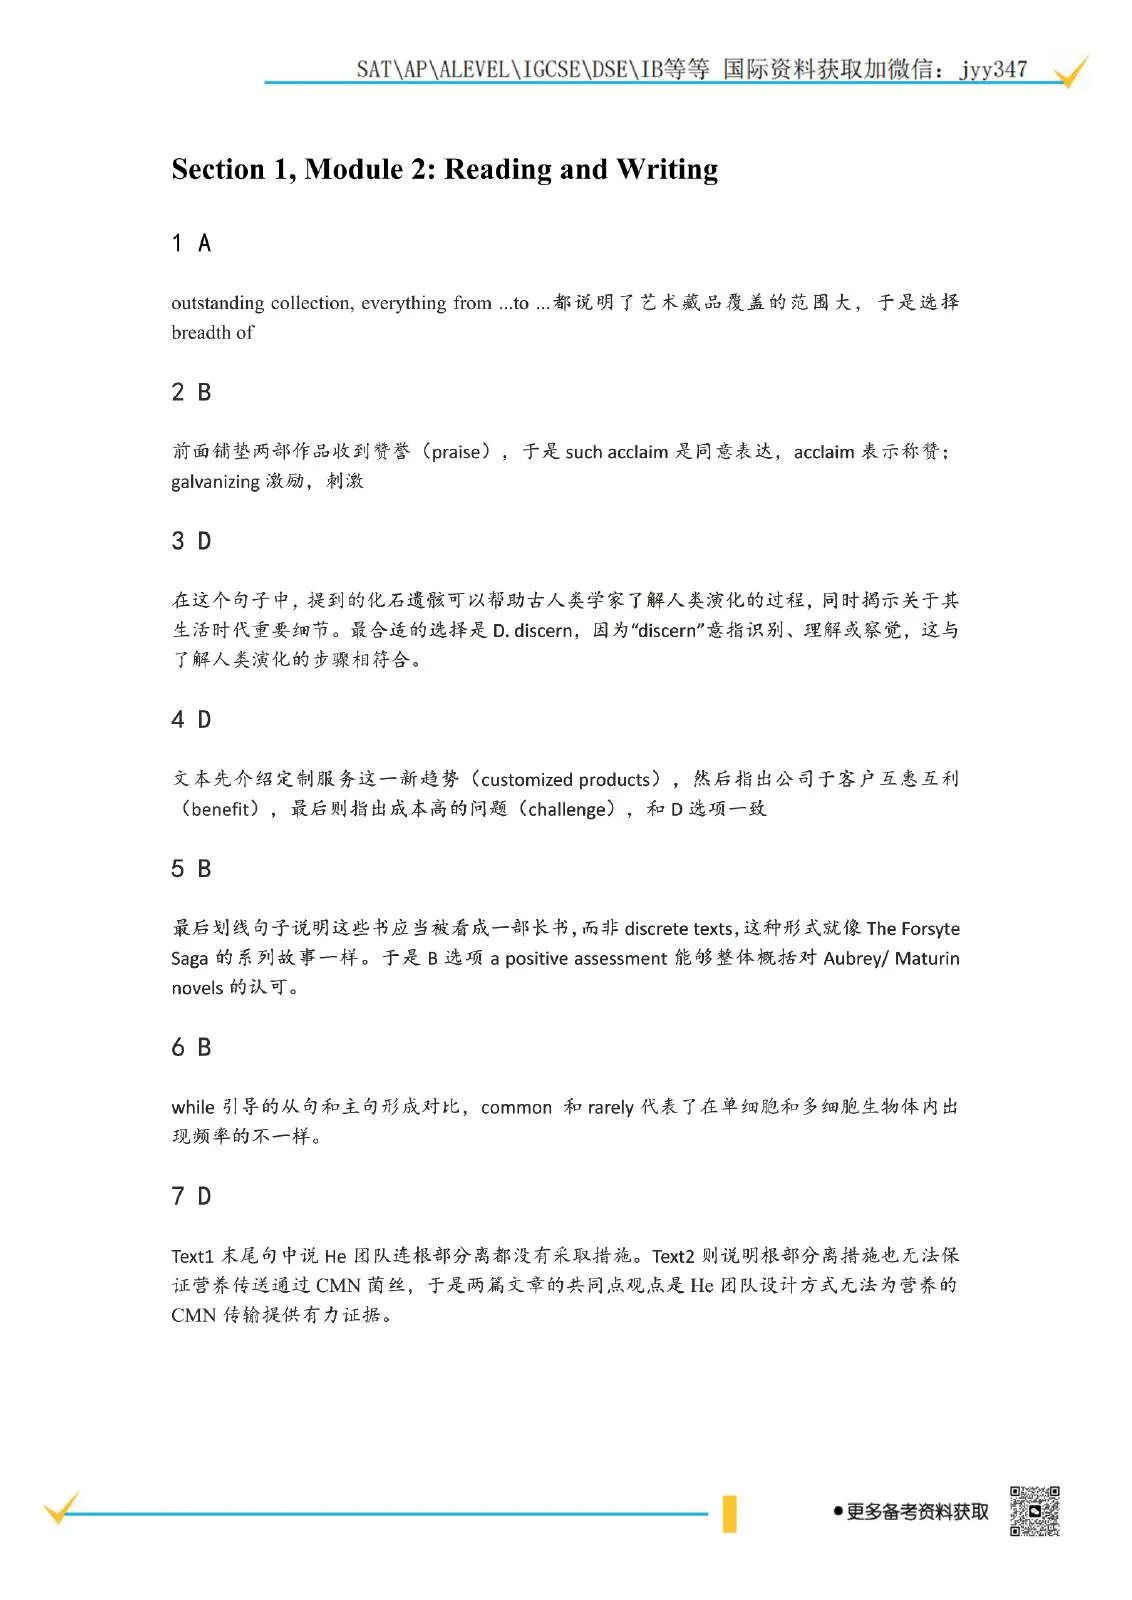 SAT\AP\ALEVEL\IGCSE\DSE\IB等等 国际资料获取加微信：jyy347
Section 1, Module 2: Reading and Writing
1 A
outstanding collection, everything from ...to ...都说明了艺术藏品覆盖的范围大，于是选择
breadth of
2 B
前面铺垫两部作品收到赞誉（praise），于是 such acclaim 是同意表达，acclaim 表示称赞；
galvanizing 激励，刺激
3 D
在这个句子中，提到的化石遗骸可以帮助古人类学家了解人类演化的过程，同时揭示关于其
生活时代重要细节。最合适的选择是 D. discern，因为“discern”意指识别、理解或察觉，这与
了解人类演化的步骤相符合。
4 D
文本先介绍定制服务这一新趋势（customized products），然后指出公司于客户互惠互利
（benefit），最后则指出成本高的问题（challenge），和 D 选项一致
5 B
最后划线句子说明这些书应当被看成一部长书，而非 discrete texts，这种形式就像 The Forsyte
Saga 的系列故事一样。于是 B 选项 a positive assessment 能够整体概括对 Aubrey/ Maturin
novels 的认可。
6 B
while 引导的从句和主句形成对比，common 和 rarely 代表了在单细胞和多细胞生物体内出
现频率的不一样。
7 D
Text1 末尾句中说 He 团队连根部分离都没有采取措施。Text2 则说明根部分离措施也无法保
证营养传送通过 CMN 菌丝，于是两篇文章的共同点观点是 He 团队设计方式无法为营养的
CMN 传输提供有力证据。
●更多备考资料获取